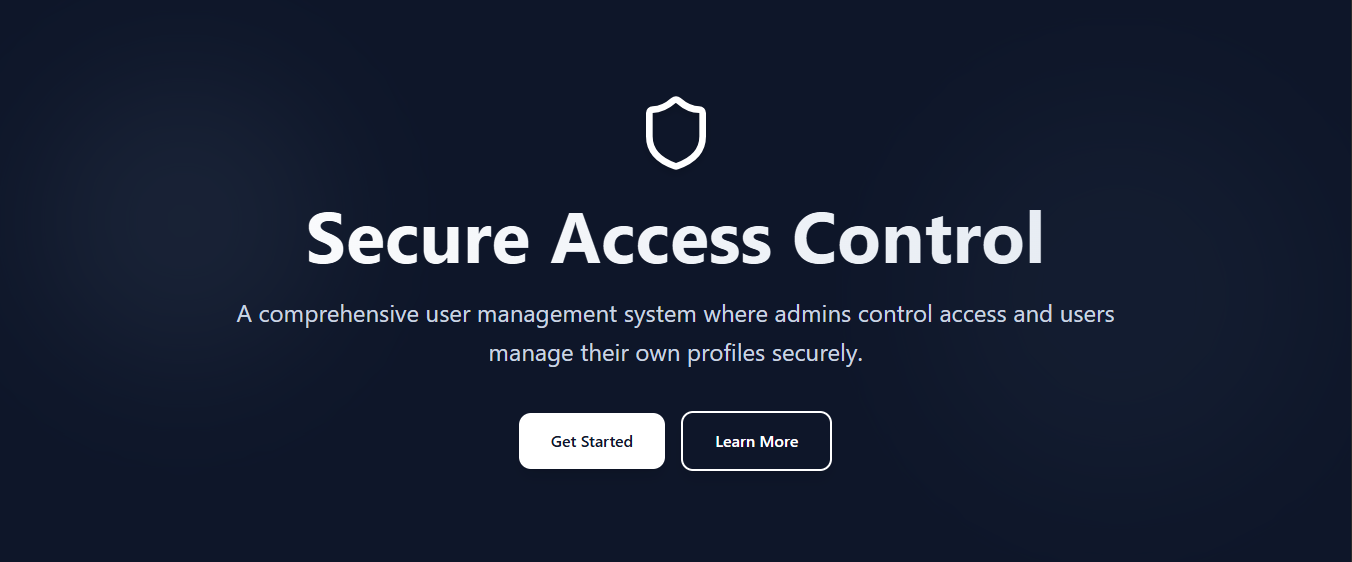 Secure Access Control
A comprehensive user management system where admins control access and users
manage their own profiles securely.
Get Started
Learn More